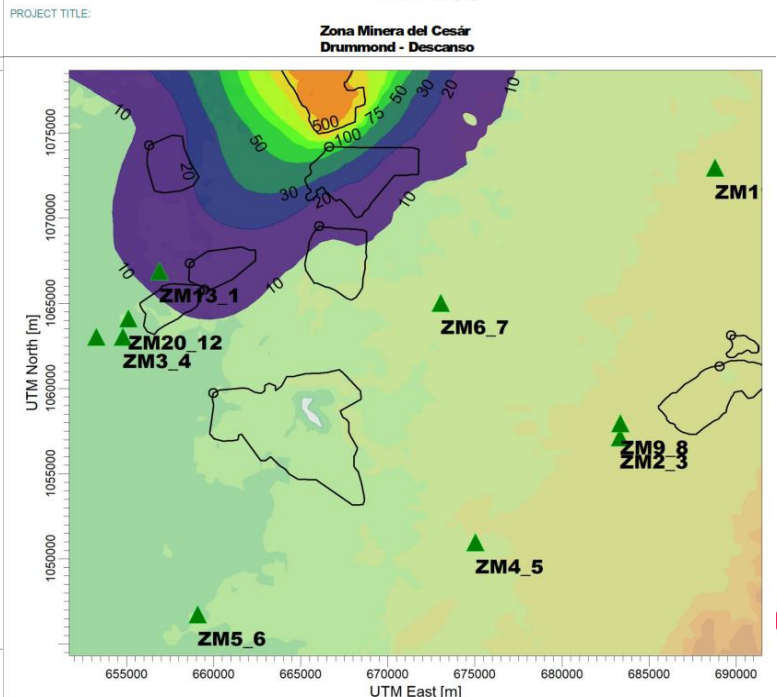 PROJECT TITLE:
Zona Minera del Cesár
Drummond - Descanso
UTM North [m]
1075000
1070000
1065000
1060000
1055000
1050000
10
20
50
500
100
75
50
30
20
10
30
20
10
10
10
ZM1
ZM13_1
ZM20_12
ZM3_4
ZM6_7
ZM9_8
ZM2_3
ZM4_5
ZM5_6
655000 660000 665000 670000 675000 680000 685000 690000
UTM East [m]